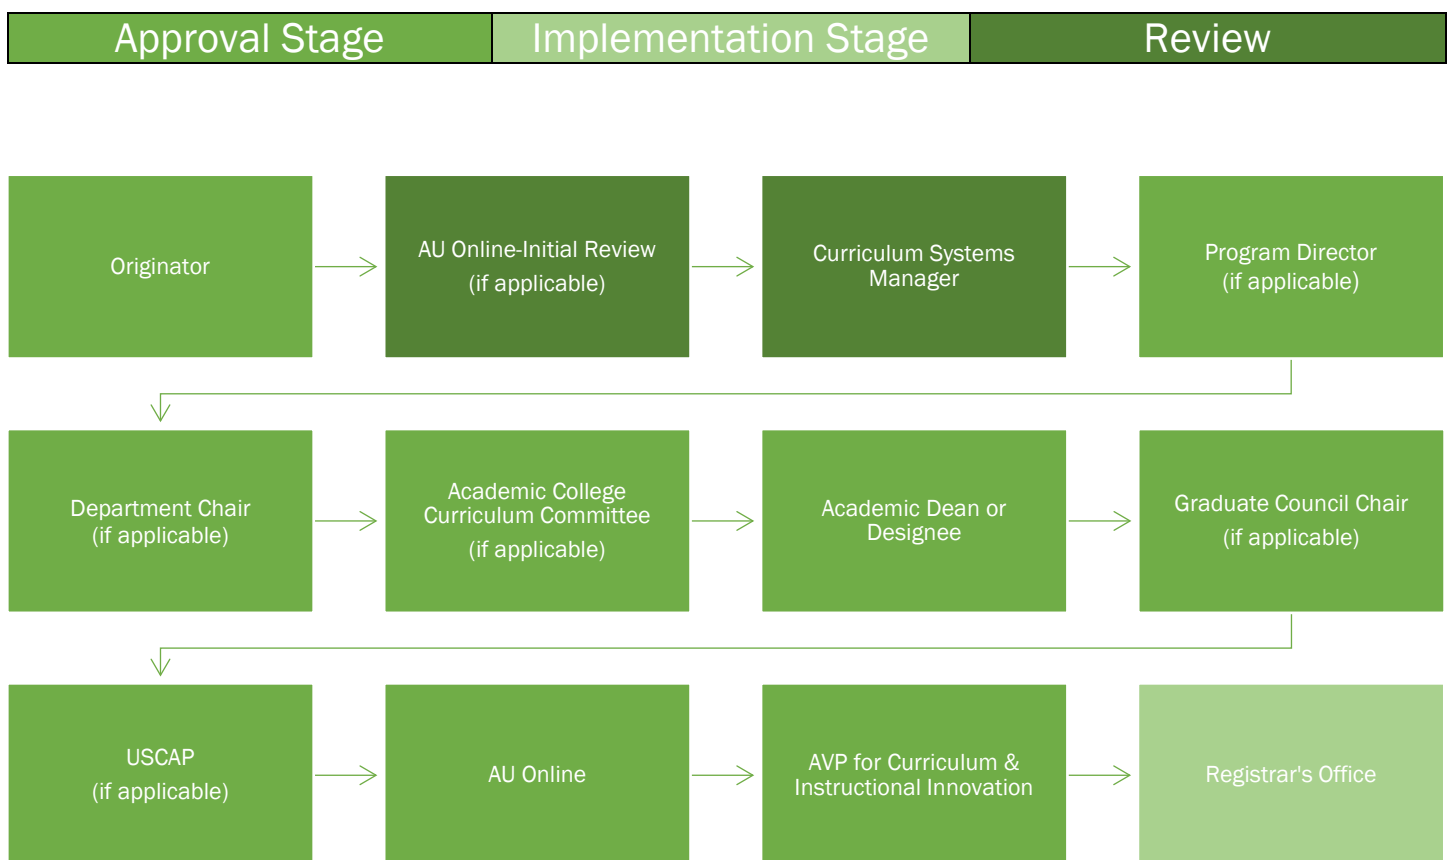 Approval Stage
Implementation Stage
Review
Originator
AU Online-Initial Review
(if applicable)
Curriculum Systems
Manager
Program Director
(if applicable)
Department Chair
(if applicable)
Academic College
Curriculum Committee
(if applicable)
Academic Dean or
Designee
Graduate Council Chair
(if applicable)
USCAP
(if applicable)
AU Online
AVP for Curriculum &
Instructional Innovation
Registrar's Office